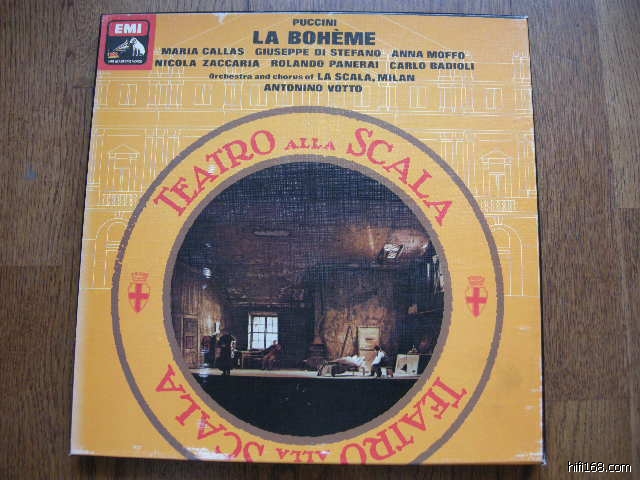 EMI
PUCCINI
LA BOHÈME
MARIA CALLAS GIUSEPPE DI STEFANO ANNA MOFFO
NICOLA ZACCARIA ROLANDO PANERAI CARLO BADIOLI
Orchestra and chorus of LA SCALA, MILAN
ANTONINO VOTTO
TEATRO ALLA SCALA
TEATRO ALLA SCALA
hifi168.com